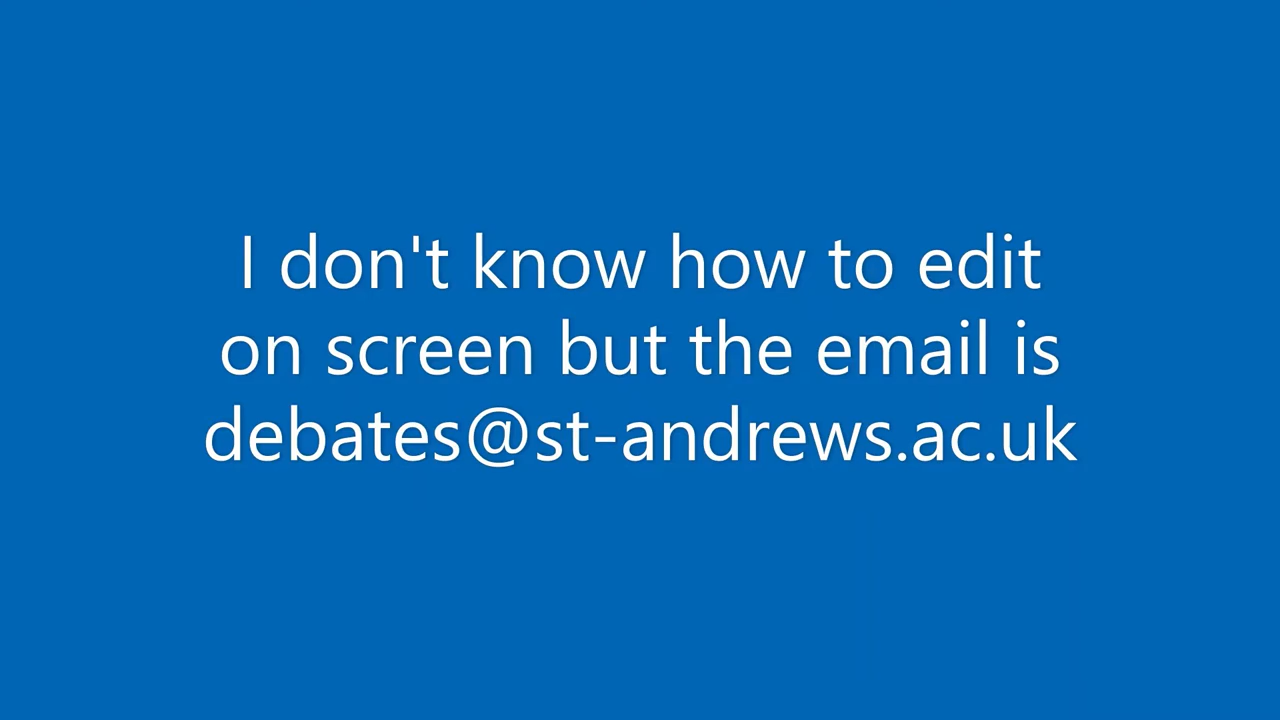 I don't know how to edit
on screen but the email is
debates@st-andrews.ac.uk